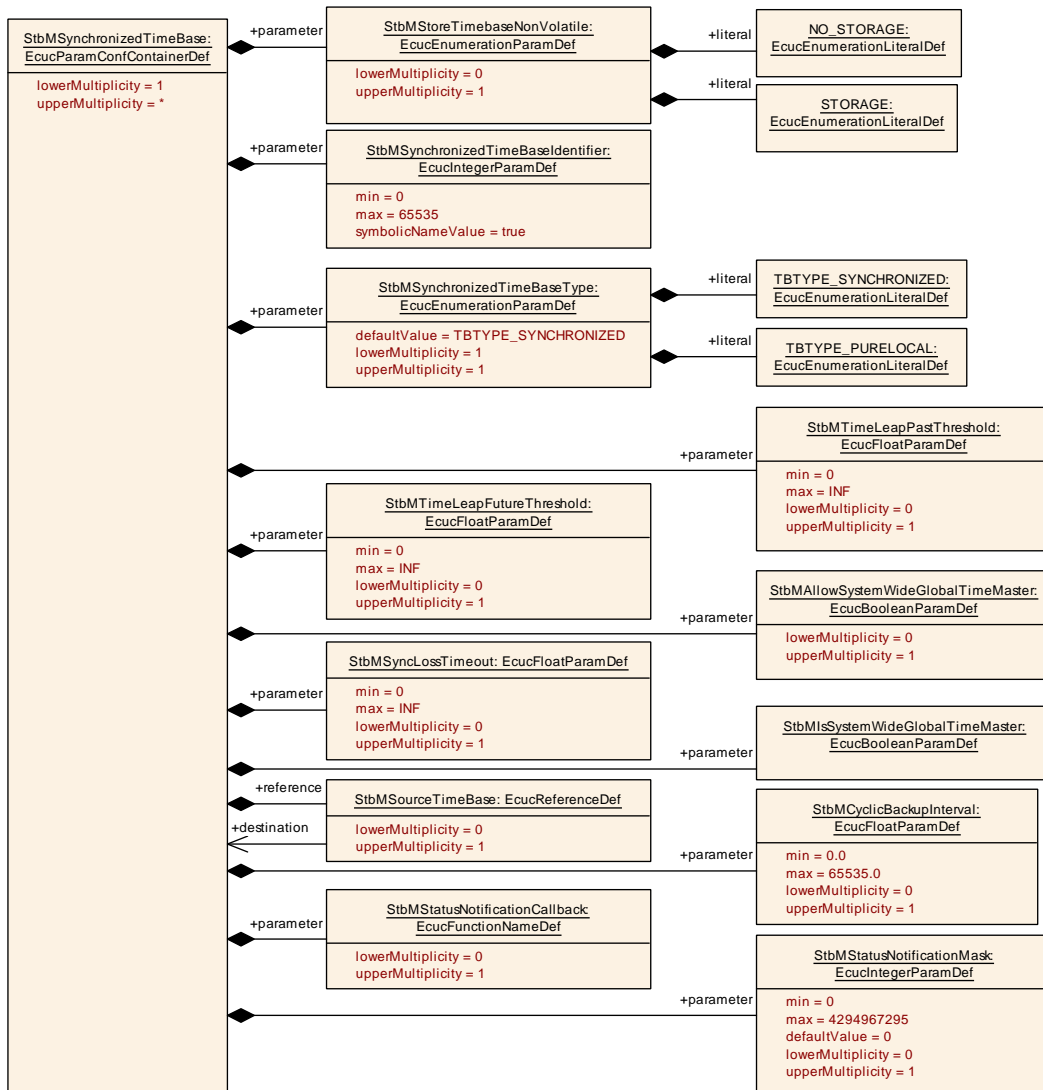 StbMSynchronizedTimeBase:
EcucParamConfContainerDef
lowerMultiplicity = 1
upperMultiplicity = *
+parameter
StbMStoreTimebaseNonVolatile:
EcucEnumerationParamDef
lowerMultiplicity = 0
upperMultiplicity = 1
+literal
NO_STORAGE:
EcucEnumerationLiteralDef
+literal
STORAGE:
EcucEnumerationLiteralDef
+parameter
StbMSynchronizedTimeBaseIdentifier:
EcucIntegerParamDef
min = 0
max = 65535
symbolicNameValue = true
+parameter
StbMSynchronizedTimeBaseType:
EcucEnumerationParamDef
defaultValue = TBTYPE_SYNCHRONIZED
lowerMultiplicity = 1
upperMultiplicity = 1
+literal
TBTYPE_SYNCHRONIZED:
EcucEnumerationLiteralDef
+literal
TBTYPE_PURELOCAL:
EcucEnumerationLiteralDef
+parameter
StbMTimeLeapPastThreshold:
EcucFloatParamDef
min = 0
max = INF
lowerMultiplicity = 0
upperMultiplicity = 1
+parameter
StbMTimeLeapFutureThreshold:
EcucFloatParamDef
min = 0
max = INF
lowerMultiplicity = 0
upperMultiplicity = 1
+parameter
StbMAllowSystemWideGlobalTimeMaster:
EcucBooleanParamDef
lowerMultiplicity = 0
upperMultiplicity = 1
+parameter
StbMSyncLossTimeout: EcucFloatParamDef
min = 0
max = INF
lowerMultiplicity = 0
upperMultiplicity = 1
+parameter
StbMIsSystemWideGlobalTimeMaster:
EcucBooleanParamDef
+reference
StbMSourceTimeBase: EcucReferenceDef
lowerMultiplicity = 0
upperMultiplicity = 1
+destination
+parameter
StbMCyclicBackupInterval:
EcucFloatParamDef
min = 0.0
max = 65535.0
lowerMultiplicity = 0
upperMultiplicity = 1
+parameter
StbMStatusNotificationCallback:
EcucFunctionNameDef
lowerMultiplicity = 0
upperMultiplicity = 1
+parameter
StbMStatusNotificationMask:
EcucIntegerParamDef
min = 0
max = 4294967295
defaultValue = 0
lowerMultiplicity = 0
upperMultiplicity = 1